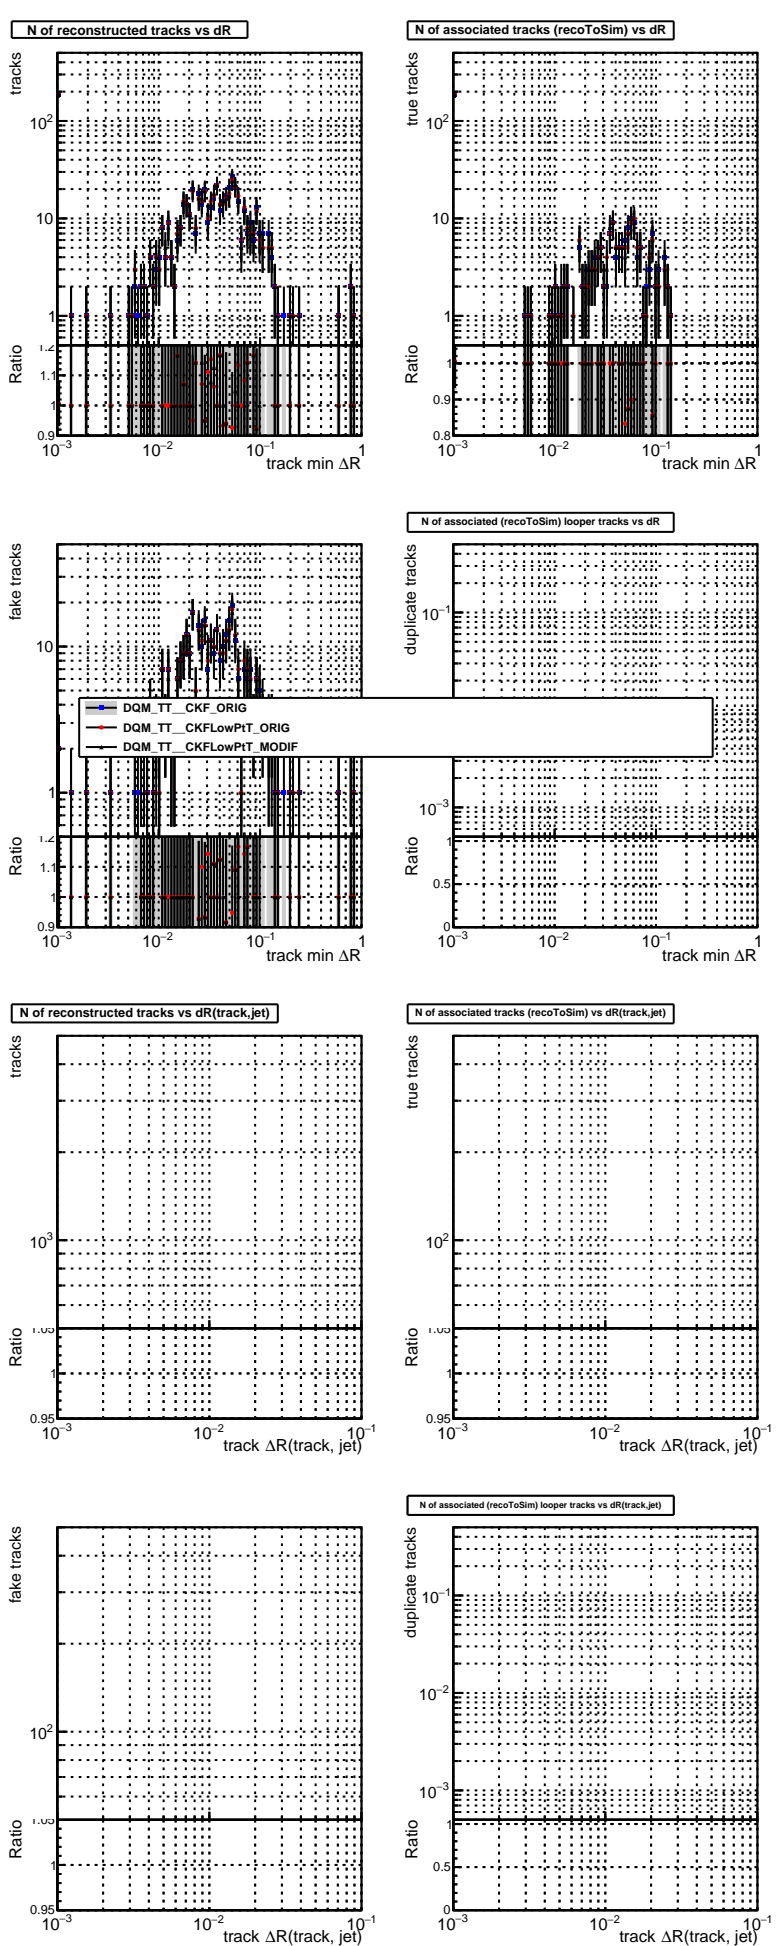 N of reconstructed tracks vs dR
N of associated tracks (recoToSim) vs dR
tracks
10²
10
1
Ratio
1.2
1.1
1
0.9
10⁻³ 10⁻² 10⁻¹ 1
track min ΔR
true tracks
10²
10
1
Ratio
1
0.9
0.8
10⁻³ 10⁻² 10⁻¹ 1
track min ΔR
N of associated (recoToSim) looper tracks vs dR
fake tracks
10
1
Ratio
1.2
1.1
1
0.9
10⁻³ 10⁻² 10⁻¹ 1
track min ΔR
duplicate tracks
10⁻¹
10⁻³
Ratio
1
0.5
0
10⁻³ 10⁻² 10⁻¹ 1
track min ΔR
DQM_TT__CKF_ORIG
DQM_TT__CKFLowPtT_ORIG
DQM_TT__CKFLowPtT_MODIF
N of reconstructed tracks vs dR(track,jet)
N of associated tracks (recoToSim) vs dR(track,jet)
tracks
10³
Ratio
1.05
1
0.95
10⁻³ 10⁻² 10⁻¹
track ΔR(track, jet)
true tracks
10²
Ratio
1.05
1
0.95
10⁻³ 10⁻² 10⁻¹
track ΔR(track, jet)
N of associated (recoToSim) looper tracks vs dR(track,jet)
fake tracks
10²
Ratio
1.05
1
0.95
10⁻³ 10⁻² 10⁻¹
track ΔR(track, jet)
duplicate tracks
10⁻¹
10⁻²
10⁻³
Ratio
1
0.5
0
10⁻³ 10⁻² 10⁻¹
track ΔR(track, jet)